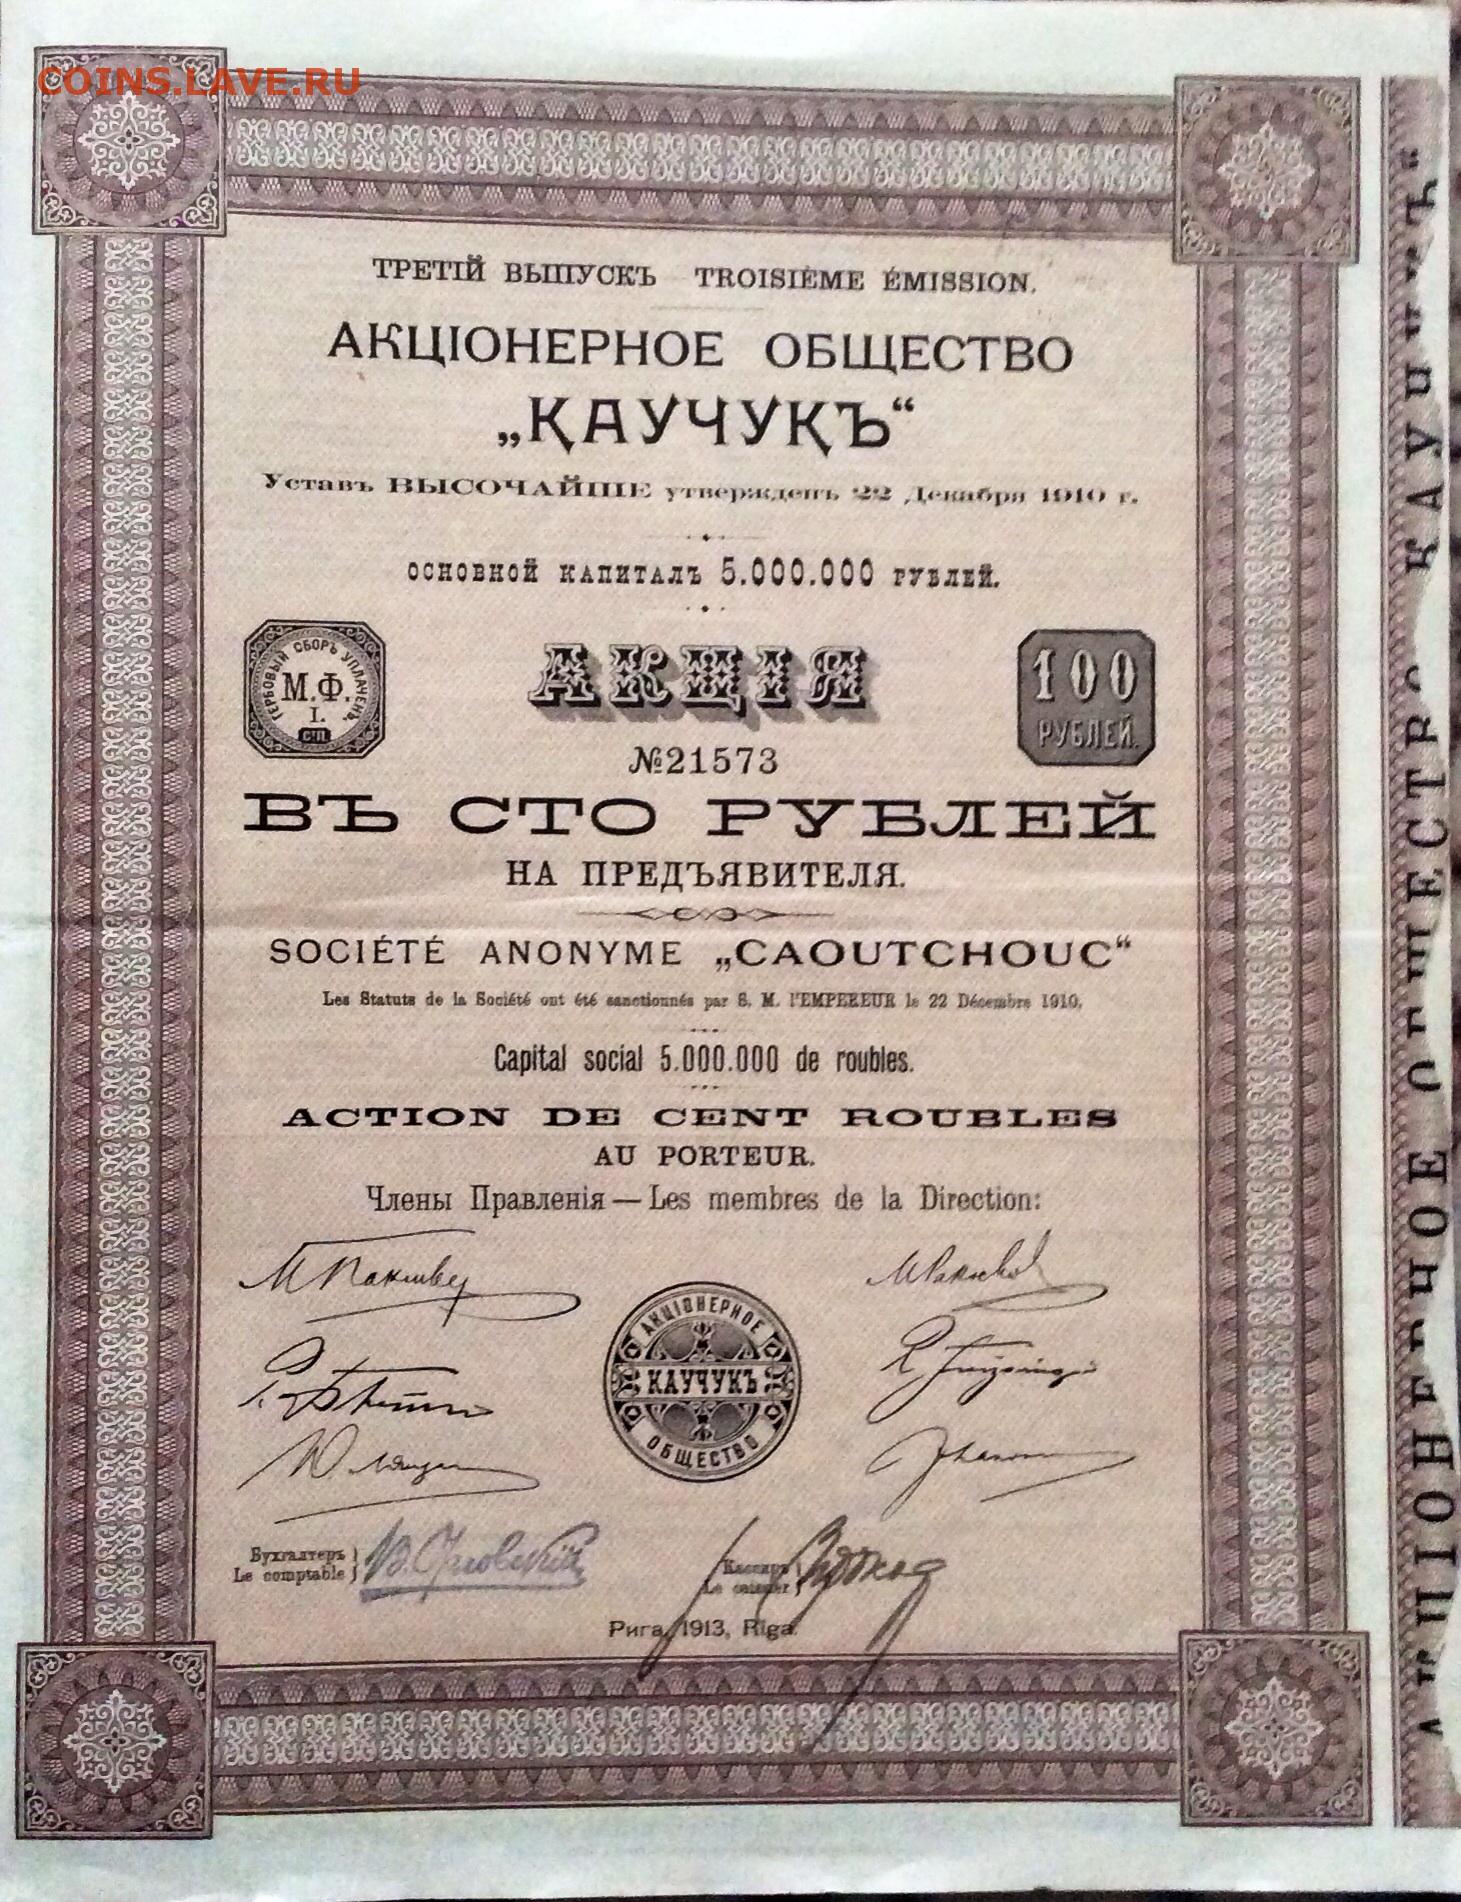 COINS.LAVE.RU
ТРЕТІЙ ВЫПУСКЪ TROISIÈME ÉMISSION.
АКЦІОНЕРНОЕ ОБЩЕСТВО
„КАУЧУКЪ“
Уставъ ВЫСОЧАЙШЕ утвержденъ 22 Декабря 1910 г.
ОСНОВНОЙ КАПИТАЛЪ 5.000.000 РУБЛЕЙ.
ГЕРБОВЫЙ СБОРЪ УПЛАЧЕНЪ.
М.Ф.
I.
С.П.
АКЦІЯ
100
РУБЛЕЙ.
№21573
ВЪ СТО РУБЛЕЙ
НА ПРЕДЪЯВИТЕЛЯ.
SOCIÉTÉ ANONYME „CAOUTCHOUC“
Les Statuts de la Société ont été sanctionnés par S. M. l'EMPEREUR le 22 Décembre 1910.
Capital social 5.000.000 de roubles.
ACTION DE CENT ROUBLES
AU PORTEUR.
Члены Правленія — Les membres de la Direction:
АКЦІОНЕРНОЕ
КАУЧУКЪ
ОБЩЕСТВО
Бухгалтеръ
Le comptable
В. Орловскій
Кассиръ
Le caissier
Рига, 1913, Riga.
АКЦІОНЕРНОЕ ОБЩЕСТВО КАУЧУКЪ“